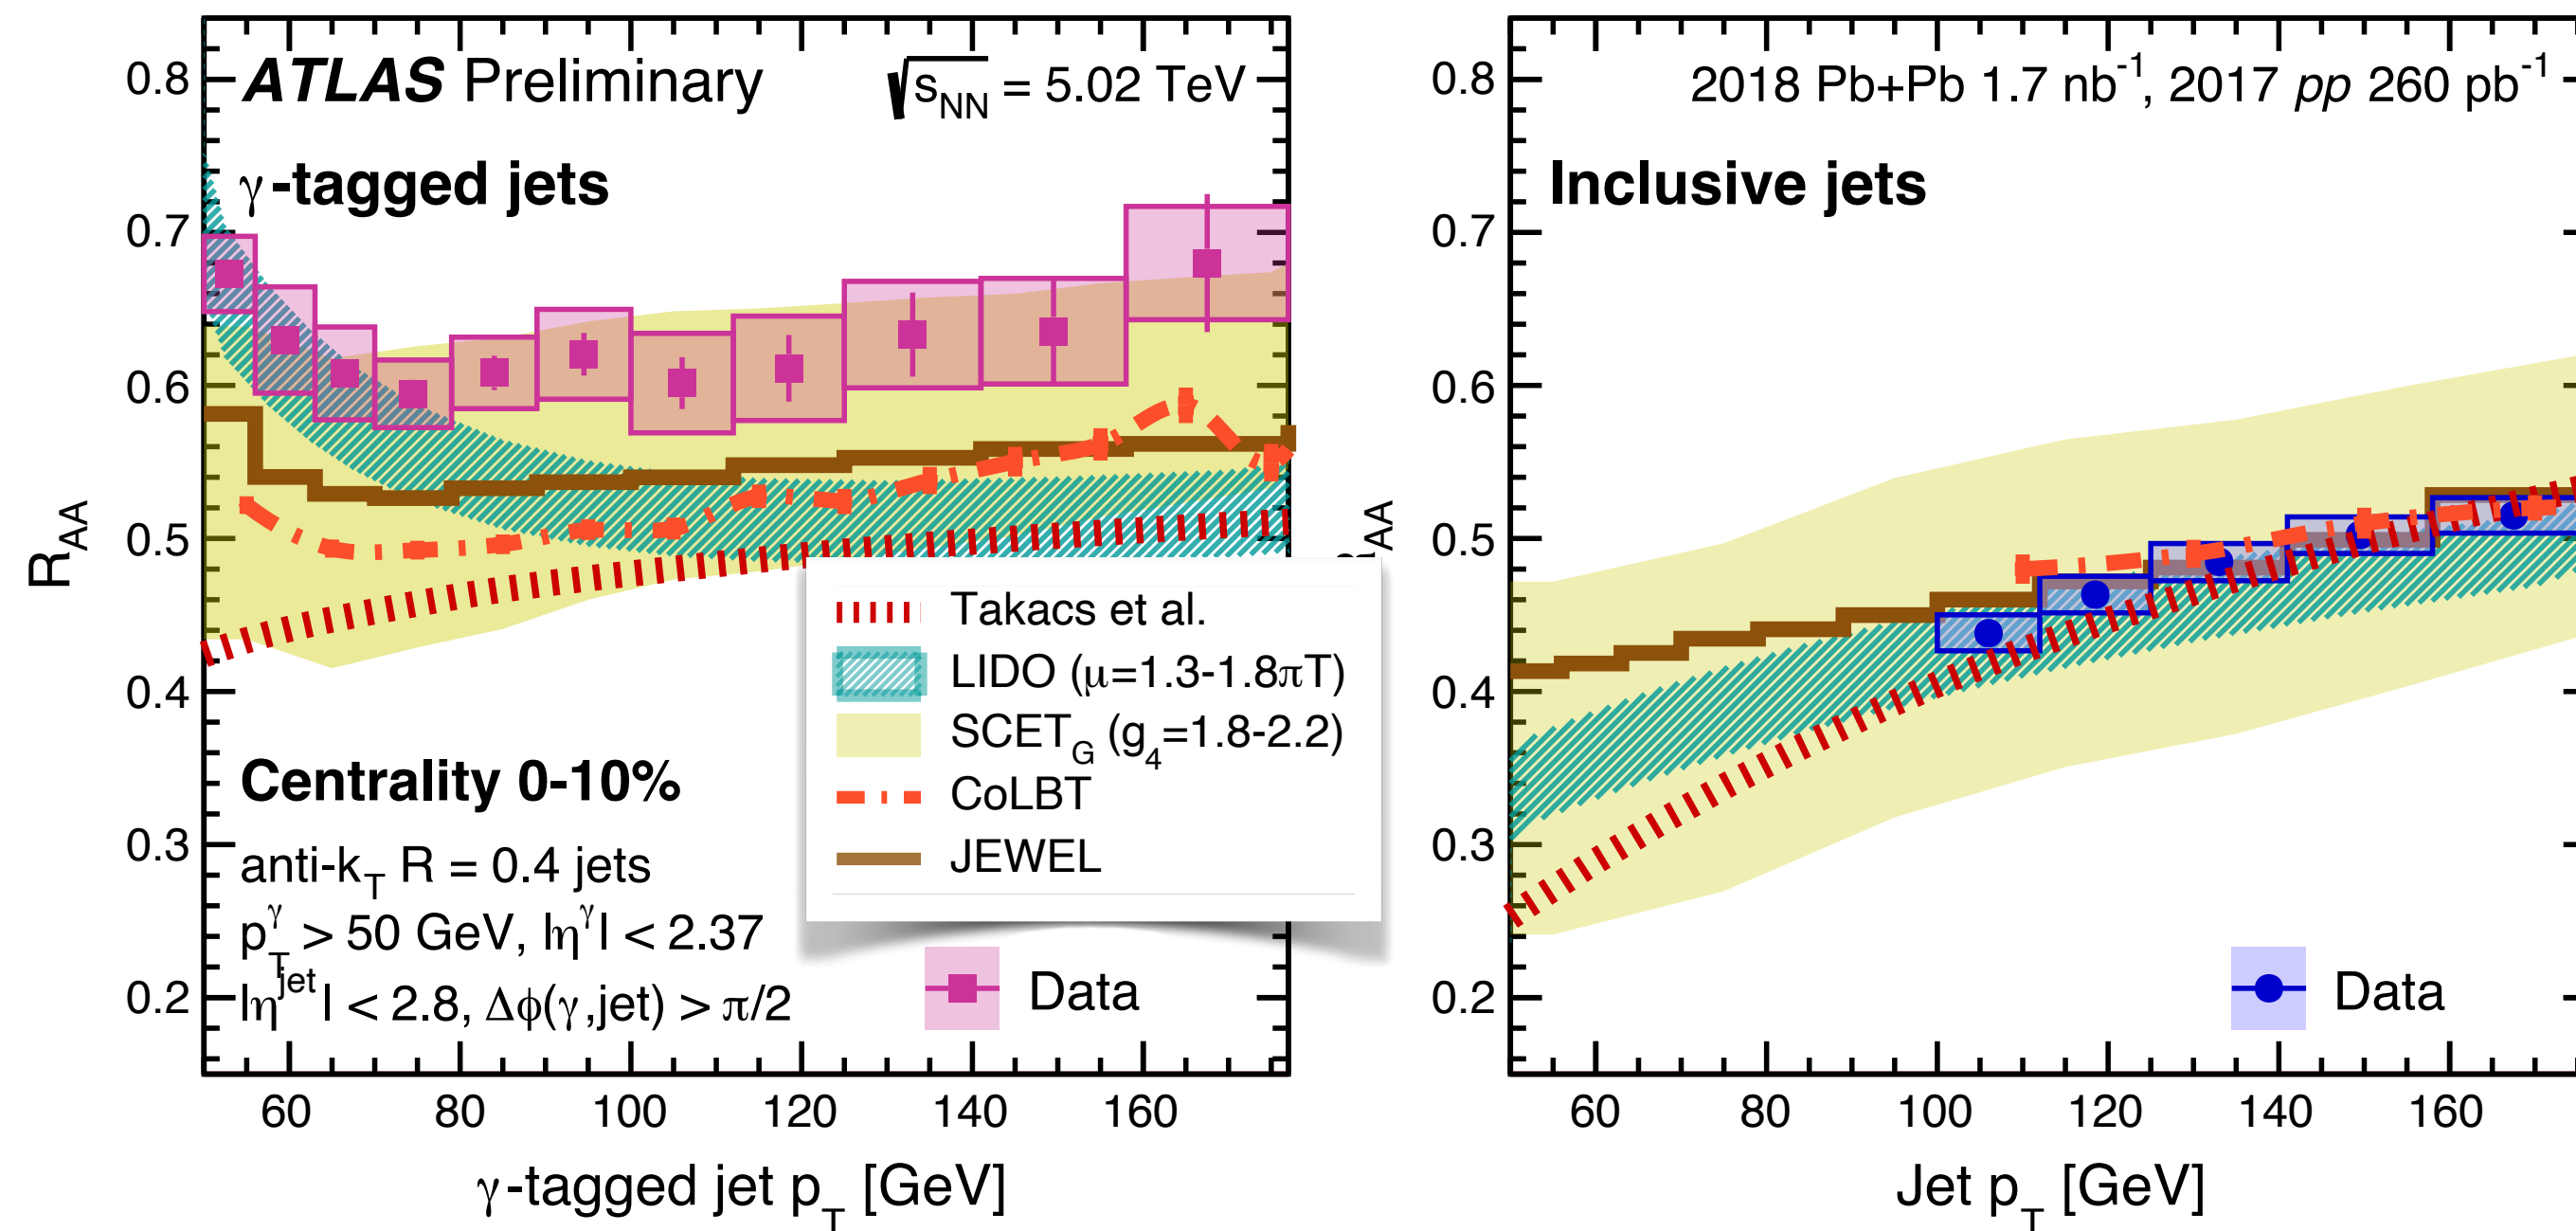 ATLAS Preliminary
√sNN = 5.02 TeV
γ-tagged jets
0.8
0.7
0.6
0.5
0.4
0.3
0.2
RAA
Centrality 0-10%
anti-kT R = 0.4 jets
pTγ > 50 GeV, |ηγ| < 2.37
|ηjet| < 2.8, Δϕ(γ,jet) > π/2
Takacs et al.
LIDO (μ=1.3-1.8πT)
SCETG (g4=1.8-2.2)
CoLBT
JEWEL
Data
60 80 100 120 140 160
γ-tagged jet pT [GeV]
2018 Pb+Pb 1.7 nb-1, 2017 pp 260 pb-1
Inclusive jets
0.8
0.7
0.6
0.5
0.4
0.3
0.2
AA
Data
60 80 100 120 140 160
Jet pT [GeV]